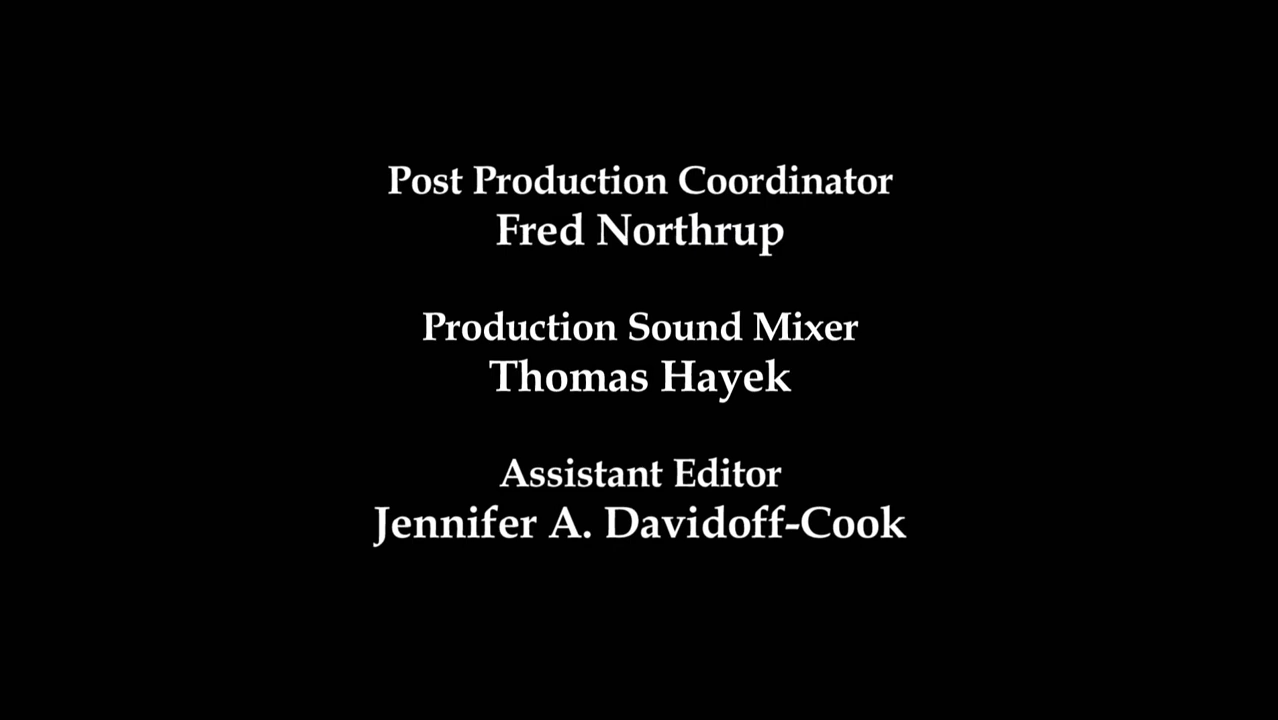 Post Production Coordinator
Fred Northrup
Production Sound Mixer
Thomas Hayek
Assistant Editor
Jennifer A. Davidoff-Cook